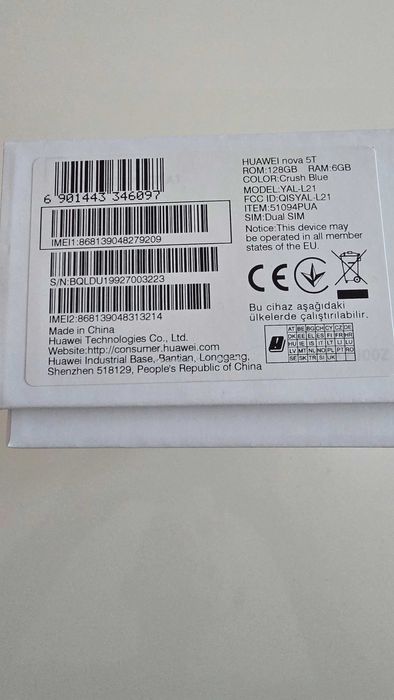 6 901443 346097
IMEI1:868139048279209
S/N:BQLDU19927003223
IMEI2:868139048313214
Made in China
Huawei Technologies Co., Ltd.
Website:http://consumer.huawei.com
Huawei Industrial Base, Bantian, Longgang,
Shenzhen 518129, People's Republic of China
HUAWEI nova 5T
ROM:128GB RAM:6GB
COLOR:Crush Blue
MODEL:YAL-L21
FCC ID:QISYAL-L21
ITEM:51094PUA
SIM:Dual SIM
Notice:This device may
be operated in all member
states of the EU.
CE
Bu cihaz aşağıdaki
ülkelerde çalıştırılabilir.
AT BE BG CH CY CZ DE
DK EE EL ES FI FR HR
HU IE IS IT LT LI LU
LV MT NL NO PL PT RO
SE SK TR SI UK